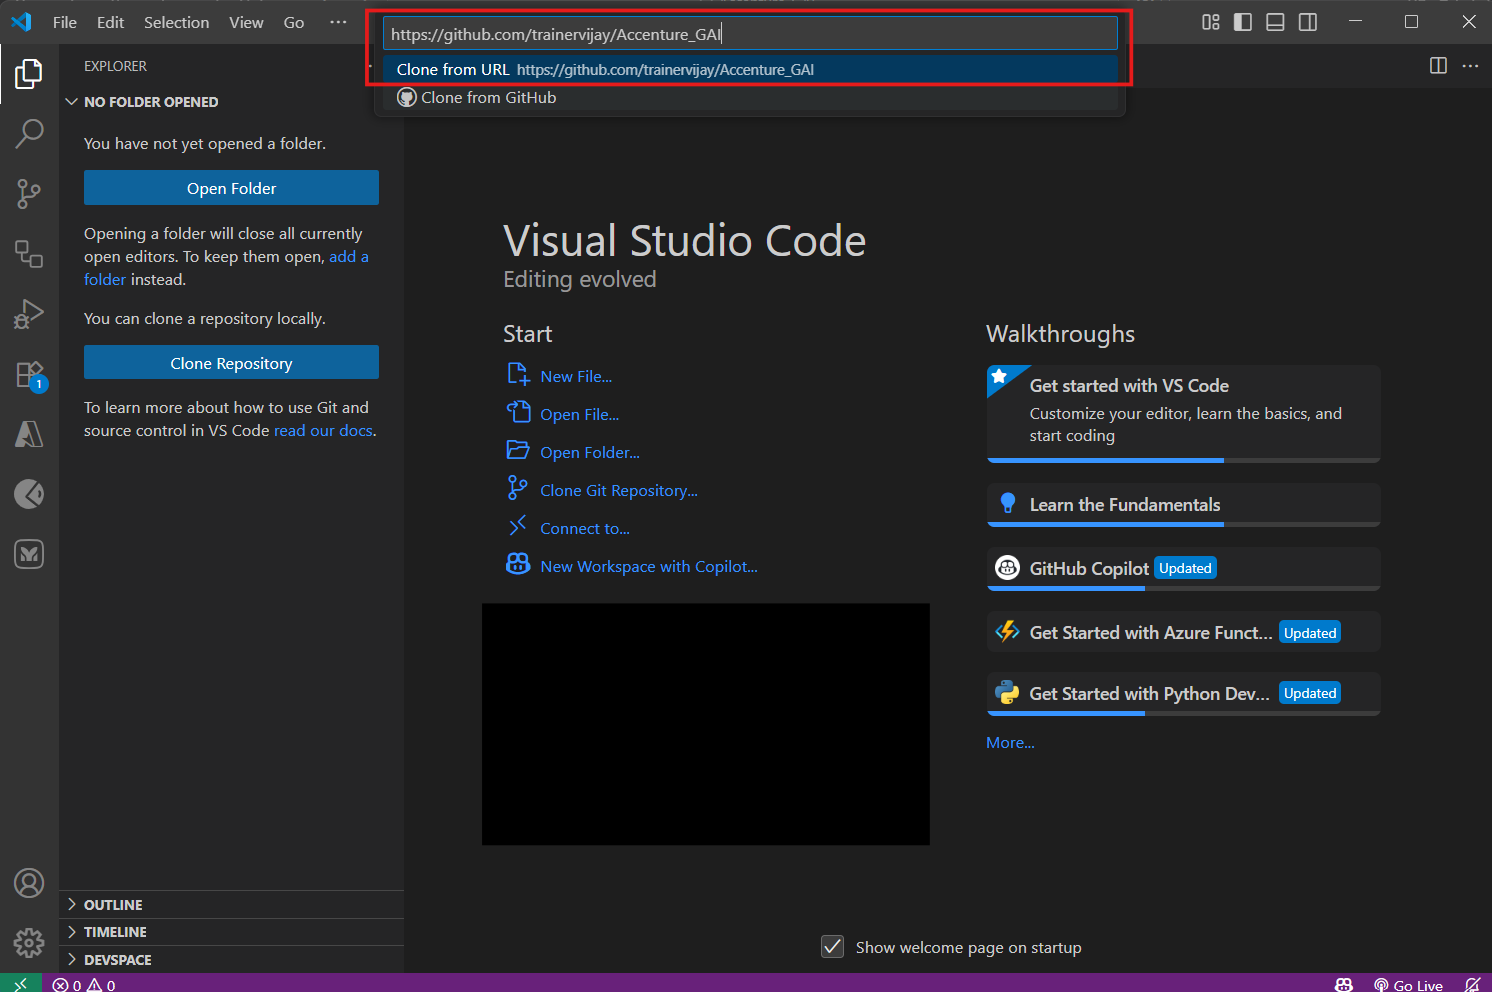 File Edit Selection View Go ···
https://github.com/trainervijay/Accenture_GAI
Clone from URL https://github.com/trainervijay/Accenture_GAI
Clone from GitHub
EXPLORER
NO FOLDER OPENED
You have not yet opened a folder.
Open Folder
Opening a folder will close all currently
open editors. To keep them open, add a
folder instead.
You can clone a repository locally.
Clone Repository
To learn more about how to use Git and
source control in VS Code read our docs.
1
Visual Studio Code
Editing evolved
Start
New File...
Open File...
Open Folder...
Clone Git Repository...
Connect to...
New Workspace with Copilot...
Walkthroughs
Get started with VS Code
Customize your editor, learn the basics, and
start coding
Learn the Fundamentals
GitHub Copilot Updated
Get Started with Azure Funct... Updated
Get Started with Python Dev... Updated
More...
OUTLINE
TIMELINE
DEVSPACE
Show welcome page on startup
0 0
Go Live